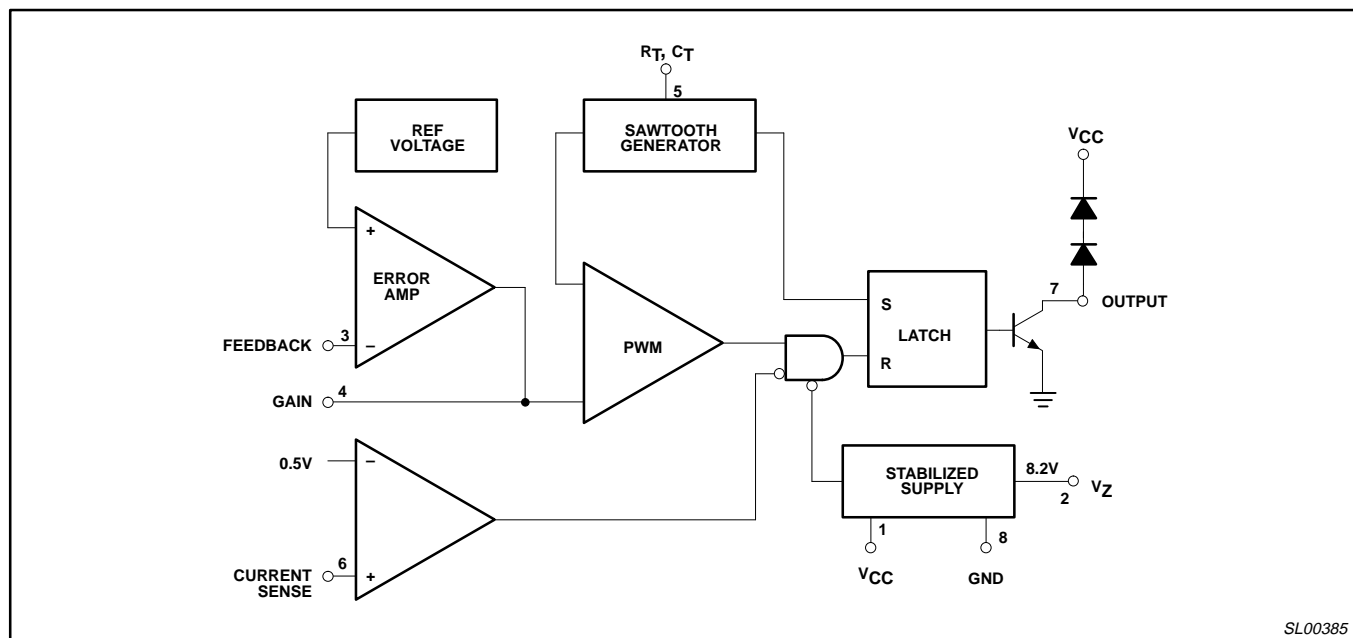 RT, CT
5
REF
VOLTAGE
SAWTOOTH
GENERATOR
VCC
+
ERROR
AMP
FEEDBACK
3
−
PWM
S
LATCH
R
7
OUTPUT
GAIN
4
0.5V
−
STABILIZED
SUPPLY
8.2V
2
VZ
1
VCC
8
GND
CURRENT
SENSE
6
+
SL00385